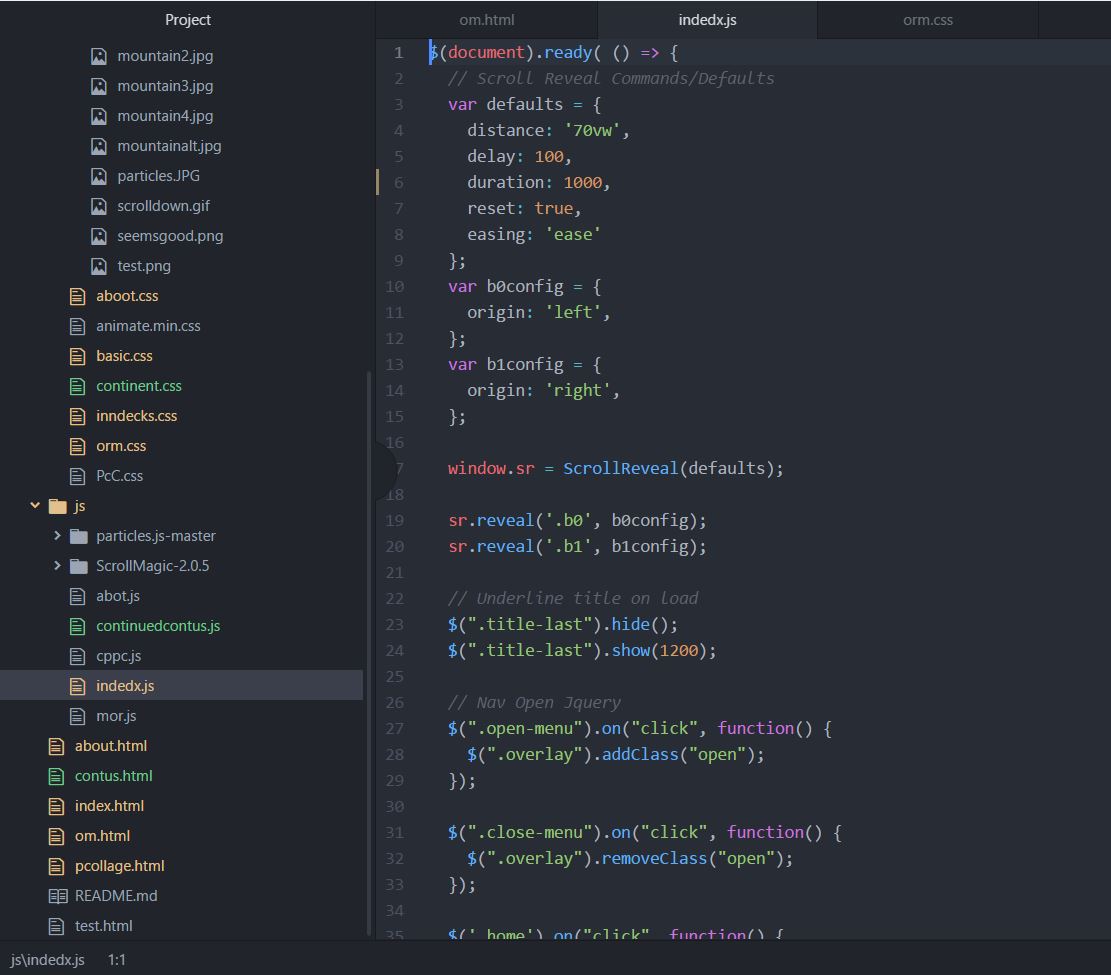 Project
mountain2.jpg
mountain3.jpg
mountain4.jpg
mountainalt.jpg
particles.JPG
scrolldown.gif
seemsgood.png
test.png
aboot.css
animate.min.css
basic.css
continent.css
inndecks.css
orm.css
PcC.css
js
particles.js-master
ScrollMagic-2.0.5
abot.js
continuedcontus.js
cppc.js
indedx.js
mor.js
about.html
contus.html
index.html
om.html
pcollage.html
README.md
test.html
om.html indedx.js orm.css
1 $(document).ready( () => {
2 // Scroll Reveal Commands/Defaults
3 var defaults = {
4 distance: '70vw',
5 delay: 100,
6 duration: 1000,
7 reset: true,
8 easing: 'ease'
9 };
10 var b0config = {
11 origin: 'left',
12 };
13 var b1config = {
14 origin: 'right',
15 };
16
7 window.sr = ScrollReveal(defaults);
18
19 sr.reveal('.b0', b0config);
20 sr.reveal('.b1', b1config);
21
22 // Underline title on load
23 $(".title-last").hide();
24 $(".title-last").show(1200);
25
26 // Nav Open Jquery
27 $(".open-menu").on("click", function() {
28 $(".overlay").addClass("open");
29 });
30
31 $(".close-menu").on("click", function() {
32 $(".overlay").removeClass("open");
33 });
34
35 $('.home').on("click", function() {
js\indedx.js 1:1